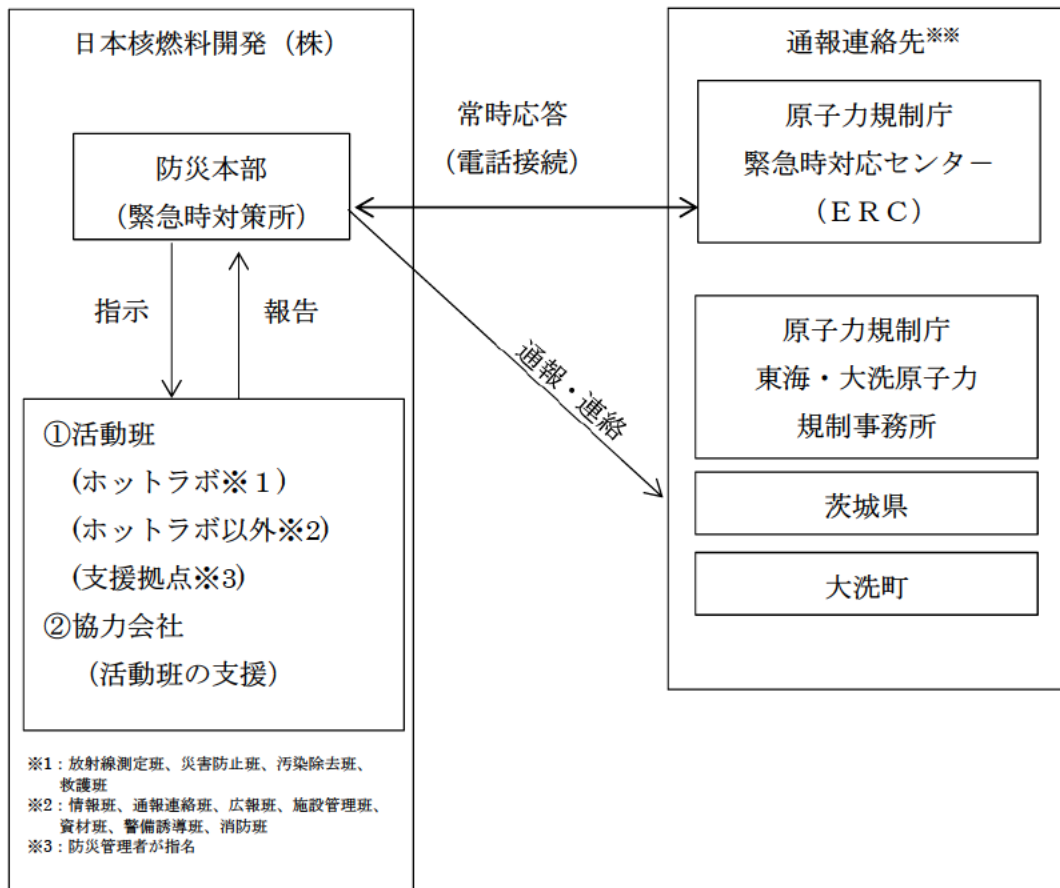 日本核燃料開発（株）
防災本部
（緊急時対策所）
指示
報告
①活動班
(ホットラボ※１)
(ホットラボ以外※2)
(支援拠点※3)
②協力会社
（活動班の支援）
※1：放射線測定班、災害防止班、汚染除去班、
救護班
※2：情報班、通報連絡班、広報班、施設管理班、
資材班、警備誘導班、消防班
※3：防災管理者が指名
常時応答
（電話接続）
通報・連絡
通報連絡先※※
原子力規制庁
緊急時対応センター
（ＥＲＣ）
原子力規制庁
東海・大洗原子力
規制事務所
茨城県
大洗町